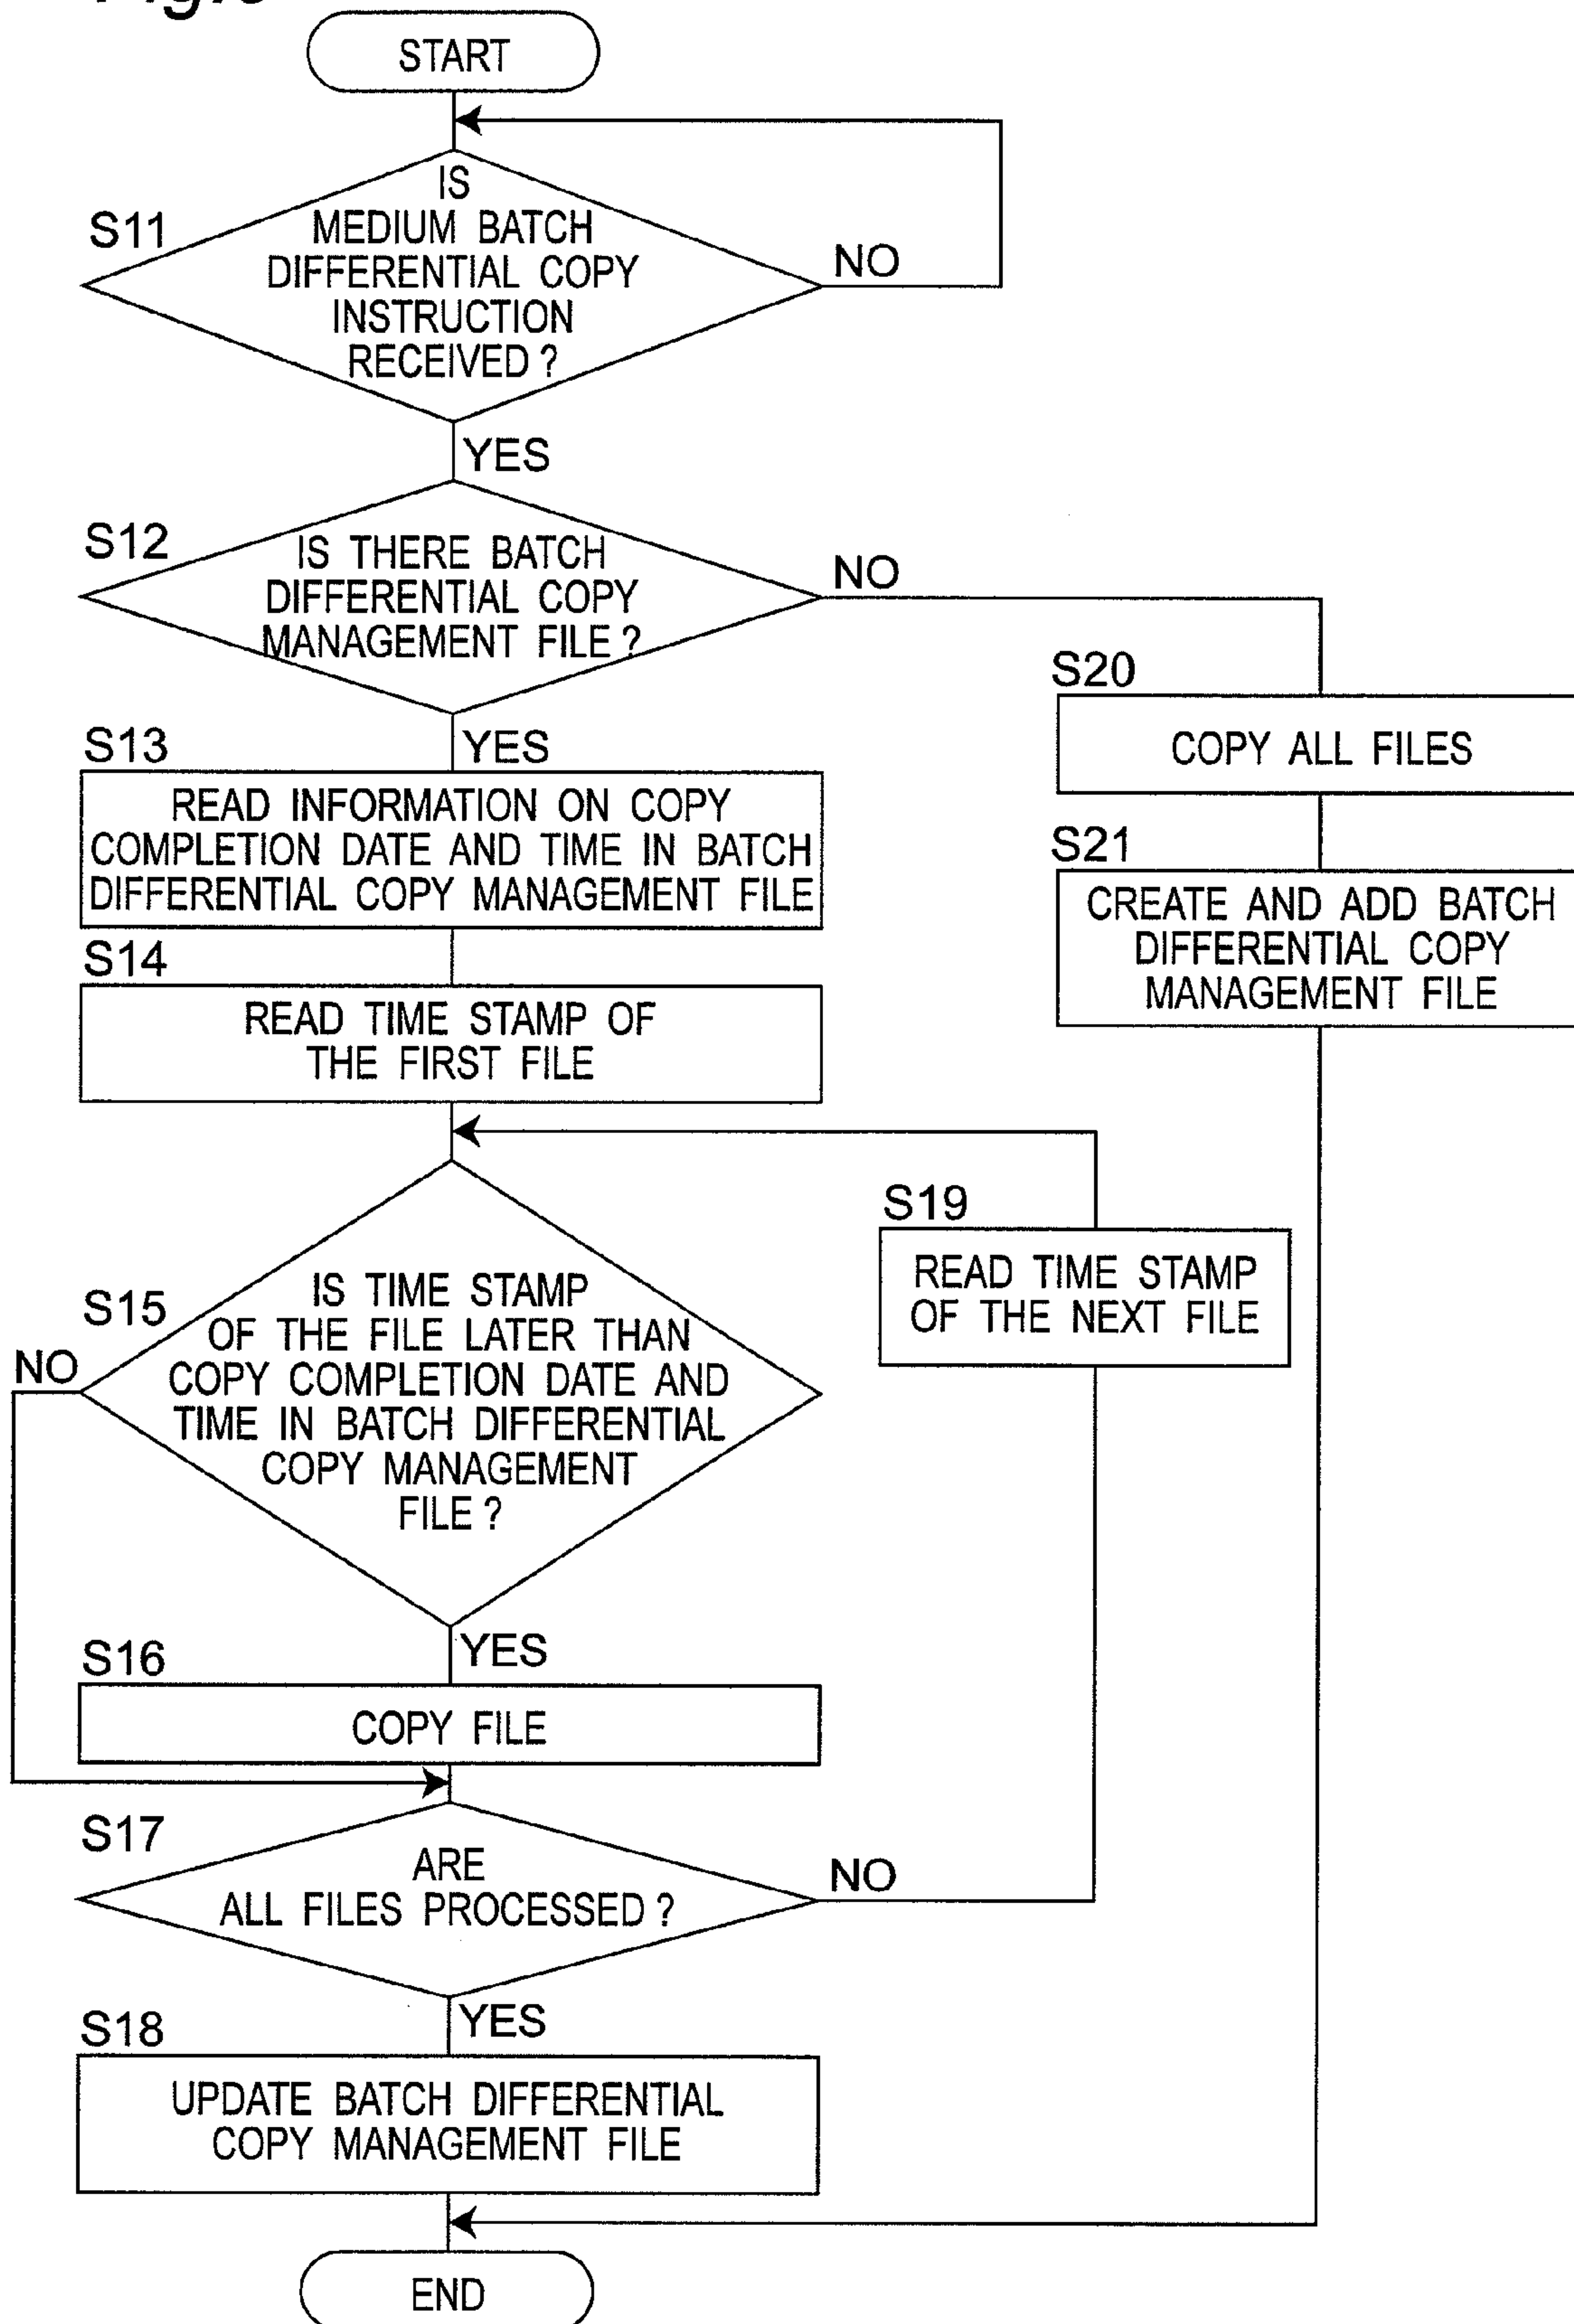 START
IS
MEDIUM BATCH
DIFFERENTIAL COPY
INSTRUCTION
RECEIVED ?
S11
NO
YES
S12
IS THERE BATCH
DIFFERENTIAL COPY
MANAGEMENT FILE ?
NO
YES
S13
READ INFORMATION ON COPY
COMPLETION DATE AND TIME IN BATCH
DIFFERENTIAL COPY MANAGEMENT FILE
S14
READ TIME STAMP OF
THE FIRST FILE
S15
IS TIME STAMP
OF THE FILE LATER THAN
COPY COMPLETION DATE AND
TIME IN BATCH DIFFERENTIAL
COPY MANAGEMENT
FILE ?
NO
YES
S16
COPY FILE
S17
ARE
ALL FILES PROCESSED ?
NO
YES
S18
UPDATE BATCH DIFFERENTIAL
COPY MANAGEMENT FILE
S19
READ TIME STAMP
OF THE NEXT FILE
S20
COPY ALL FILES
S21
CREATE AND ADD BATCH
DIFFERENTIAL COPY
MANAGEMENT FILE
END